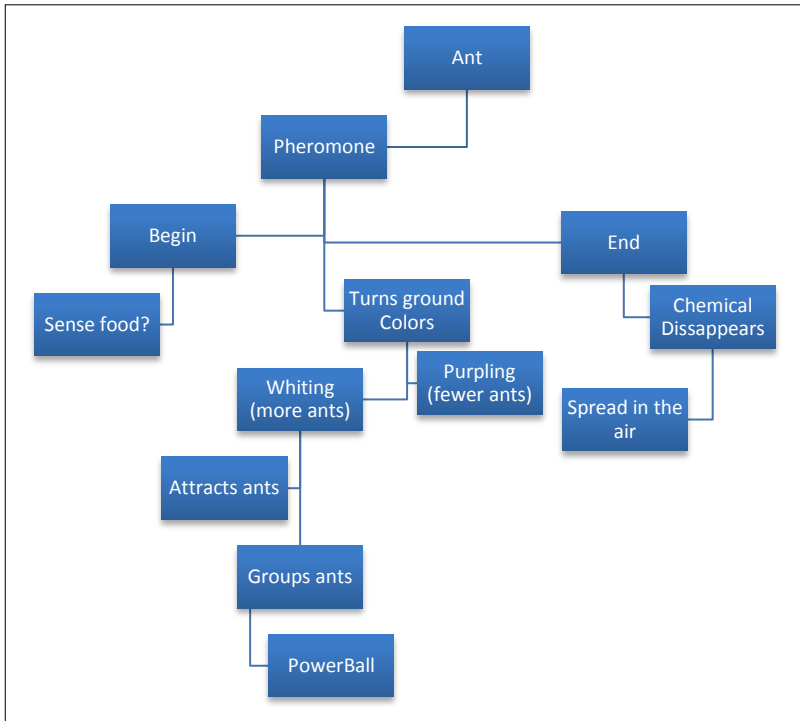 Ant
Pheromone
Begin
End
Sense food?
Turns ground
Colors
Chemical
Dissappears
Whiting
(more ants)
Purpling
(fewer ants)
Spread in the
air
Attracts ants
Groups ants
PowerBall